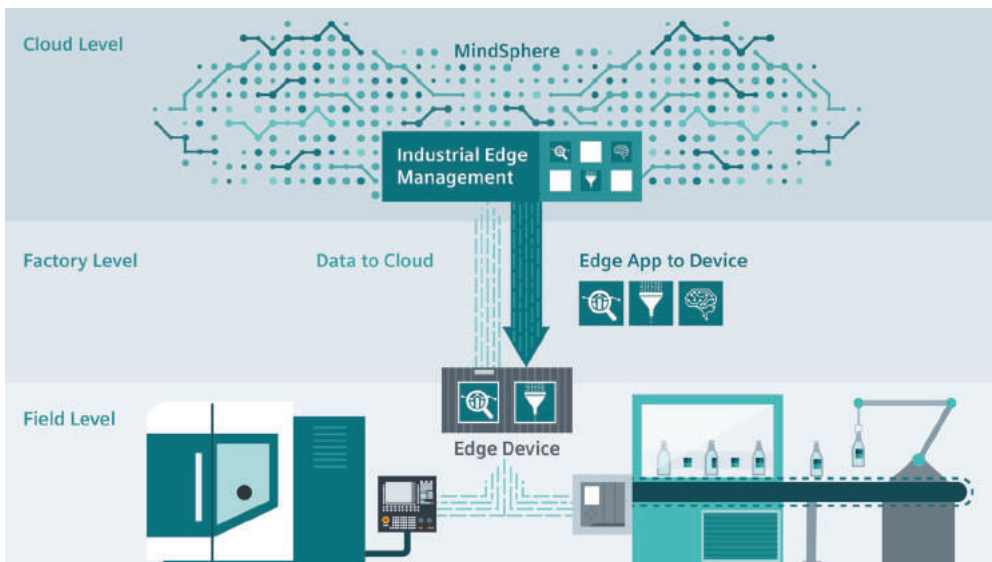 Cloud Level
MindSphere
Industrial Edge
Management
Factory Level
Data to Cloud
Edge App to Device
Field Level
Edge Device